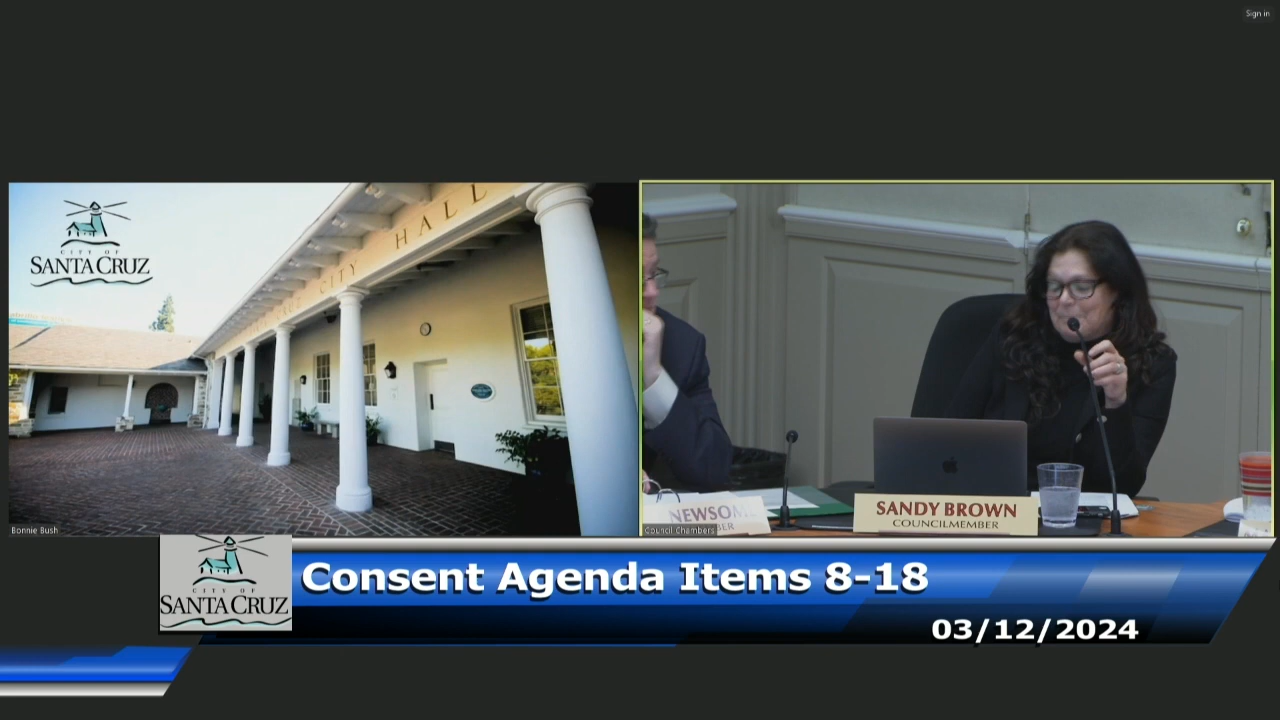 Sign in
CITY OF
SANTA CRUZ
CITY HALL
Bonnie Bush
NEWSOM
BER
Council Chambers
SANDY BROWN
COUNCILMEMBER
CITY OF
SANTA CRUZ
Consent Agenda Items 8-18
03/12/2024